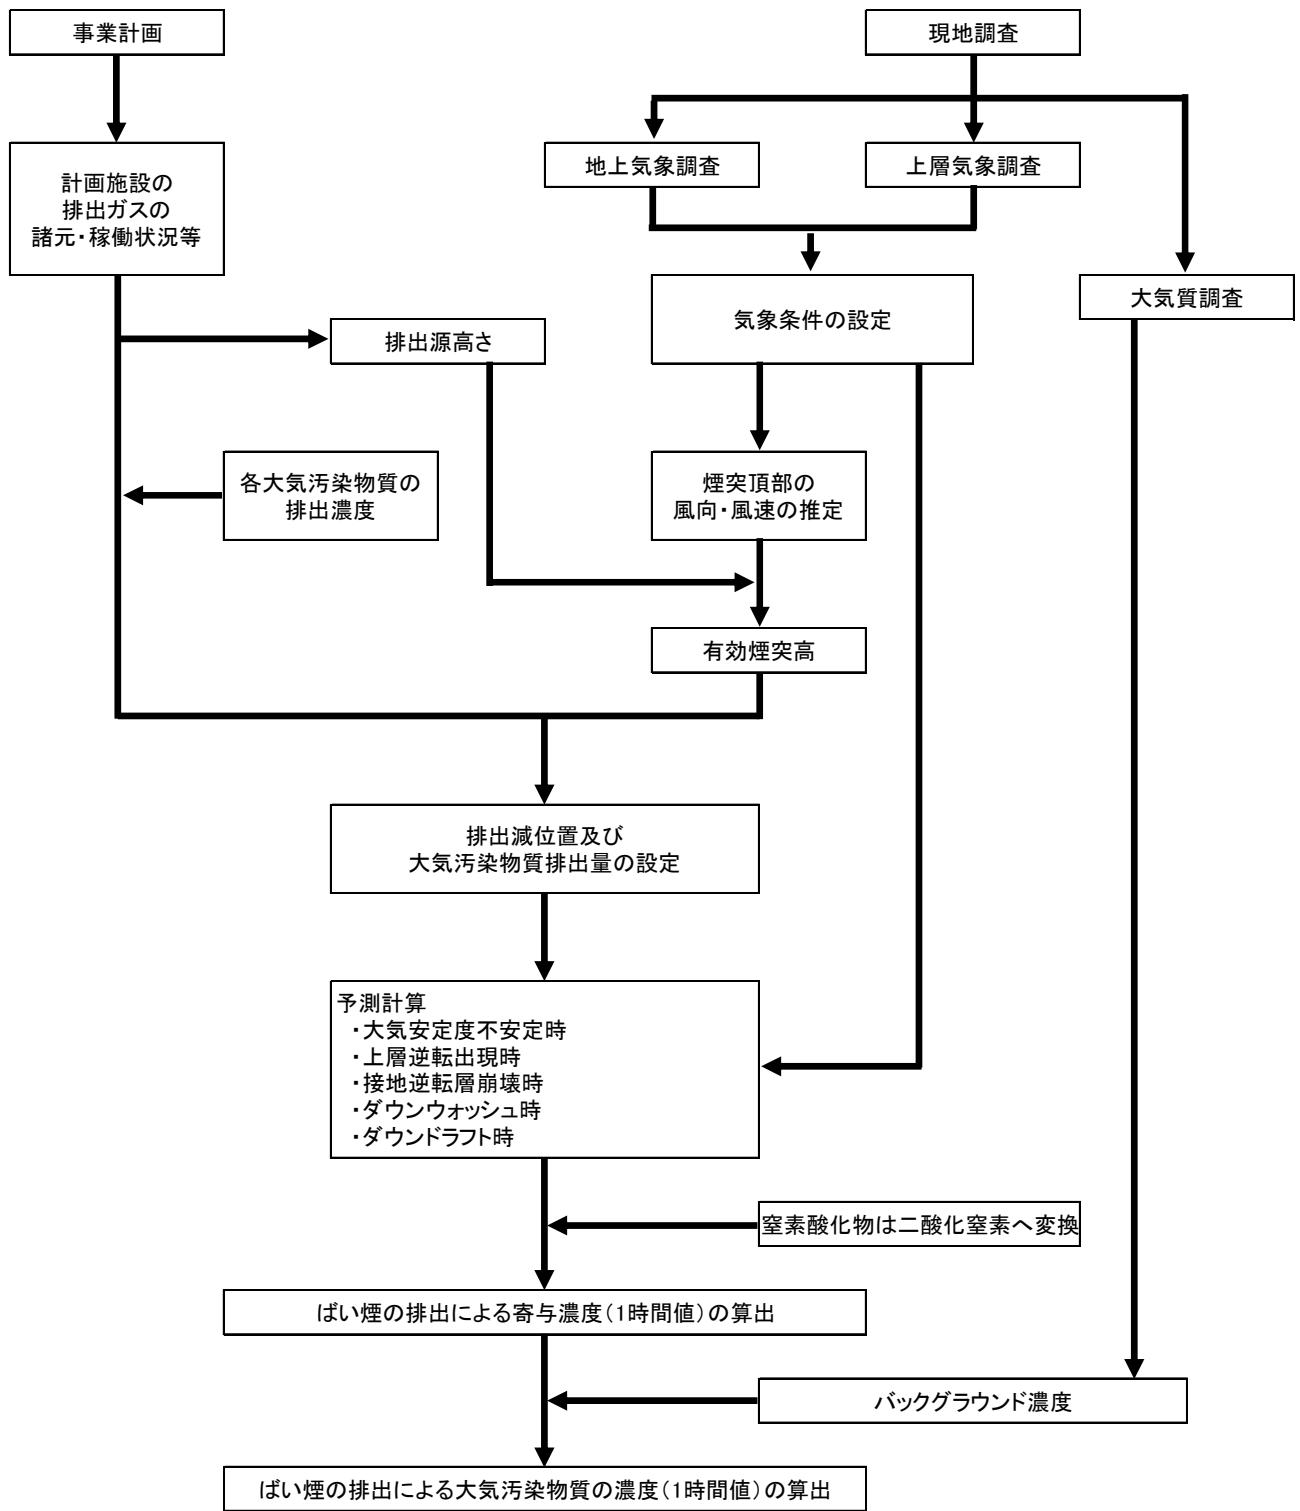 事業計画
現地調査
地上気象調査
上層気象調査
計画施設の
排出ガスの
諸元・稼働状況等
大気質調査
気象条件の設定
排出源高さ
各大気汚染物質の
排出濃度
煙突頂部の
風向・風速の推定
有効煙突高
排出減位置及び
大気汚染物質排出量の設定
予測計算
・大気安定度不安定時
・上層逆転出現時
・接地逆転層崩壊時
・ダウンウォッシュ時
・ダウンドラフト時
窒素酸化物は二酸化窒素へ変換
ばい煙の排出による寄与濃度(1時間値)の算出
バックグラウンド濃度
ばい煙の排出による大気汚染物質の濃度(1時間値)の算出